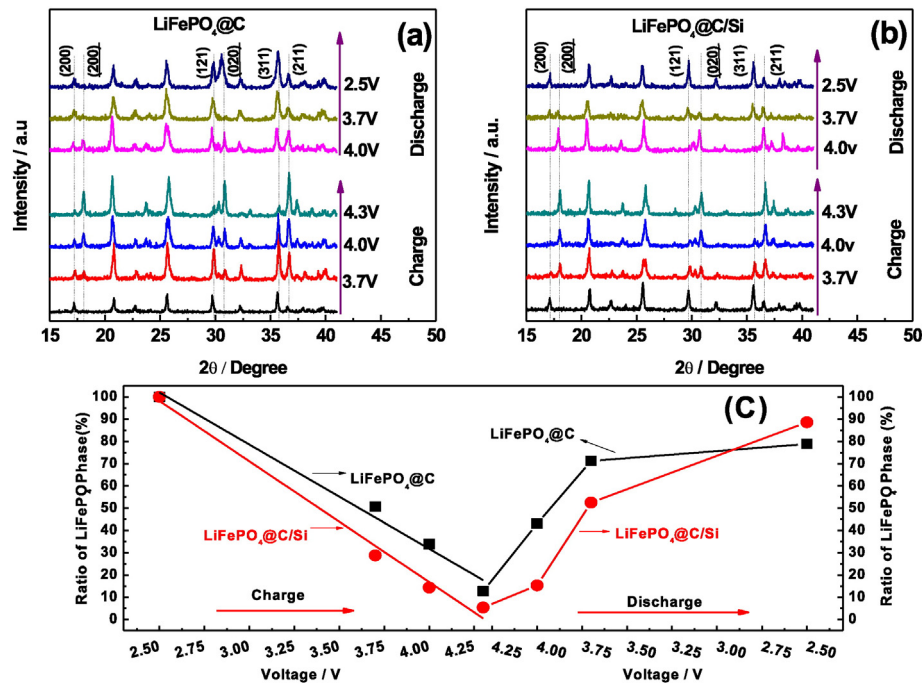 LiFePO4@C
(a)
(200)
(200)
(121)
(020)
(311)
(211)
2.5V
3.7V
4.0V
4.3V
4.0V
3.7V
Discharge
Charge
Intensity / a.u
15 20 25 30 35 40 45 50
2θ / Degree
LiFePO4@C/Si
(b)
(200)
(200)
(121)
(020)
(311)
(211)
2.5V
3.7V
4.0v
4.3V
4.0v
3.7V
Discharge
Charge
Intensity / a.u.
15 20 25 30 35 40 45 50
2θ / Degree
(C)
100
90
80
70
60
50
40
30
20
10
0
Ratio of LiFePO4 Phase(%)
LiFePO4@C
LiFePO4@C/Si
Charge
LiFePO4@C
LiFePO4@C/Si
Discharge
100
90
80
70
60
50
40
30
20
10
0
Ratio of LiFePO4 Phase (%)
2.50 2.75 3.00 3.25 3.50 3.75 4.00 4.25 4.25 4.00 3.75 3.50 3.25 3.00 2.75 2.50
Voltage / V
Voltage / V